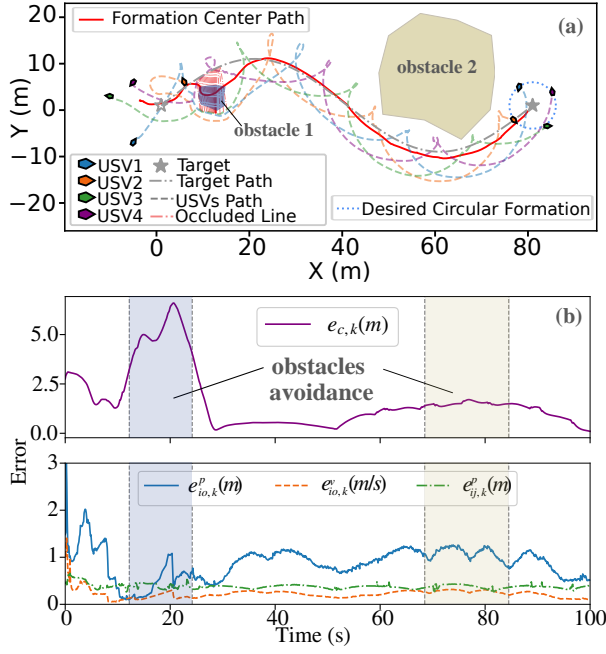 Formation Center Path
(a)
20
10
0
−10
−20
Y (m)
obstacle 2
obstacle 1
USV1
USV2
USV3
USV4
Target
Target Path
USVs Path
Occluded Line
Desired Circular Formation
0 20 40 60 80
X (m)
(b)
e_{c,k}(m)
5.0
2.5
0.0
obstacles
avoidance
Error
e^p_{io,k}(m) e^v_{io,k}(m/s) e^p_{ij,k}(m)
3
2
1
0
0 20 40 60 80 100
Time (s)